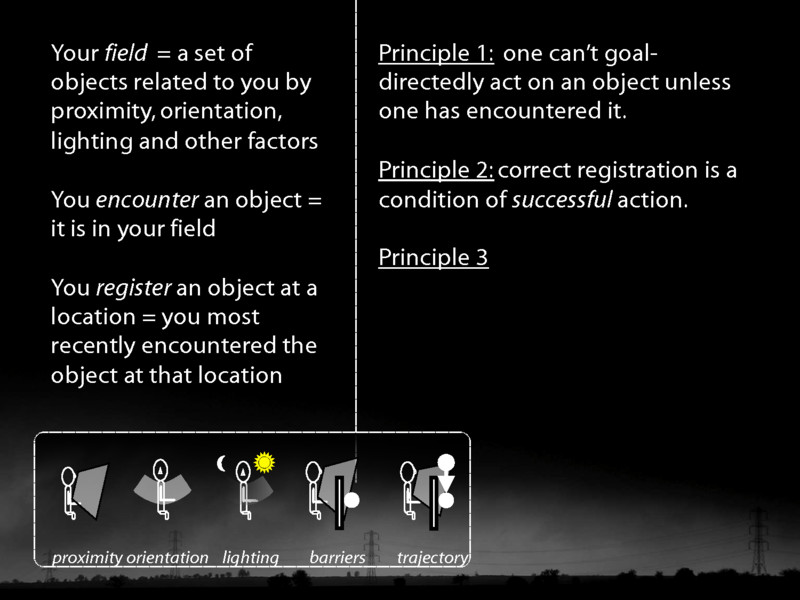 Your field = a set of
objects related to you by
proximity, orientation,
lighting and other factors
You encounter an object =
it is in your field
You register an object at a
location = you most
recently encountered the
object at that location
Principle 1: one can’t goal-
directedly act on an object unless
one has encountered it.
Principle 2: correct registration is a
condition of successful action.
Principle 3
proximity orientation lighting barriers trajectory